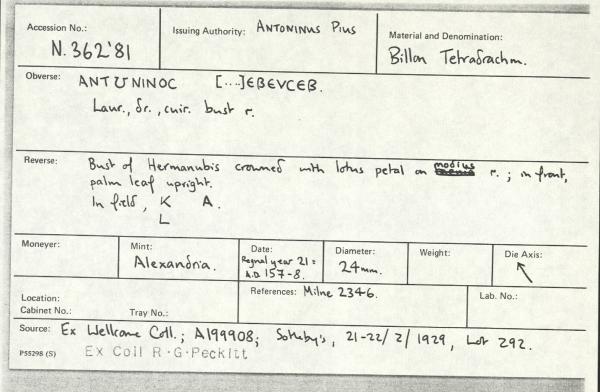 Accession No.: N.362'81
Issuing Authority: ANTONINUS PIUS
Material and Denomination: Billon Tetradrachm.
Obverse: ANTѠNINOC [...]ЄBEVCEB.
Laur., dr., cuir. bust r.
Reverse: Bust of Hermanubis crowned with lotus petal on modius r.; in front,
palm leaf upright.
In field, K A.
L
Moneyer:
Mint: Alexandria.
Date: Regnal year 21 =
A.D. 157-8.
Diameter: 24mm.
Weight:
Die Axis: ↖
Location:
Cabinet No.: Tray No.:
References: Milne 2346.
Lab. No.:
Source: Ex Wellcome Coll.; A199908; Sotheby's, 21-22/2/1929, Lot 292.
PS5298 (S) Ex Coll R.G.Peckitt